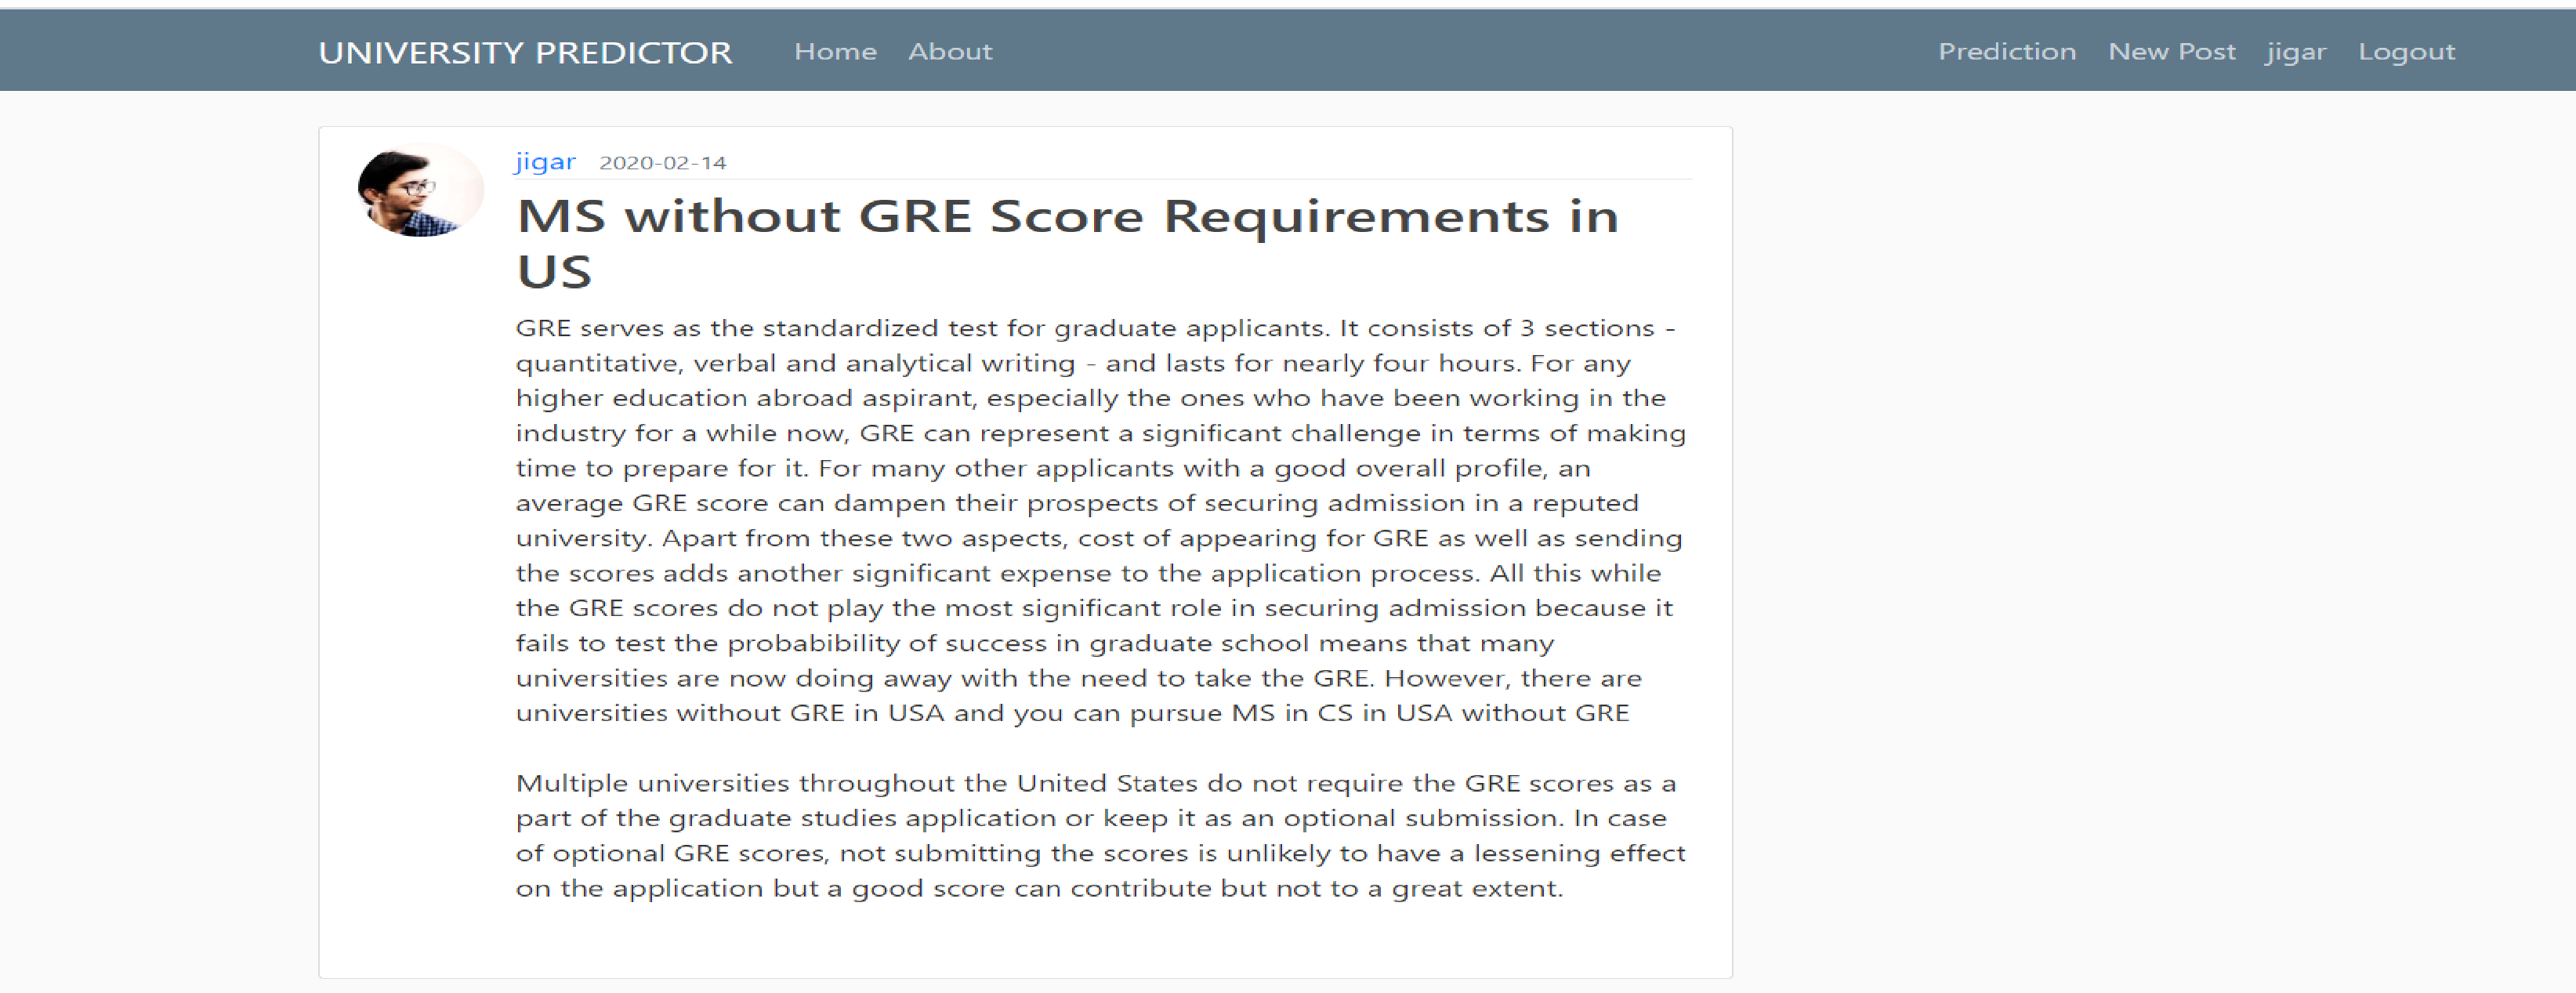 UNIVERSITY PREDICTOR Home About Prediction New Post jigar Logout
jigar 2020-02-14
MS without GRE Score Requirements in
US
GRE serves as the standardized test for graduate applicants. It consists of 3 sections -
quantitative, verbal and analytical writing - and lasts for nearly four hours. For any
higher education abroad aspirant, especially the ones who have been working in the
industry for a while now, GRE can represent a significant challenge in terms of making
time to prepare for it. For many other applicants with a good overall profile, an
average GRE score can dampen their prospects of securing admission in a reputed
university. Apart from these two aspects, cost of appearing for GRE as well as sending
the scores adds another significant expense to the application process. All this while
the GRE scores do not play the most significant role in securing admission because it
fails to test the probabibility of success in graduate school means that many
universities are now doing away with the need to take the GRE. However, there are
universities without GRE in USA and you can pursue MS in CS in USA without GRE
Multiple universities throughout the United States do not require the GRE scores as a
part of the graduate studies application or keep it as an optional submission. In case
of optional GRE scores, not submitting the scores is unlikely to have a lessening effect
on the application but a good score can contribute but not to a great extent.